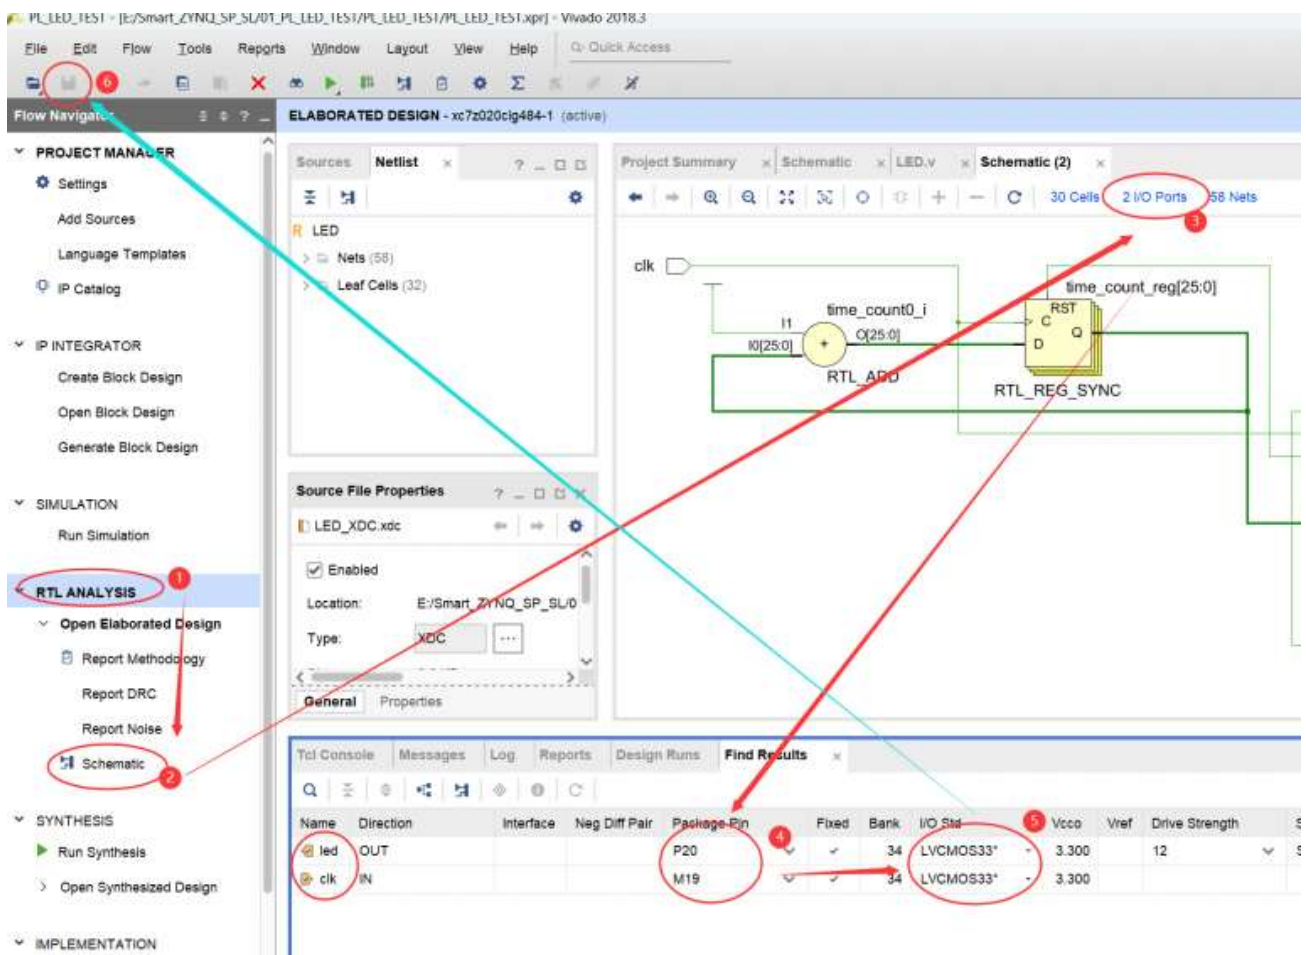 PL_LED_TEST - [E:/Smart_ZYNQ_SP_SL/01_PL_LED_TEST/PL_LED_TEST/PL_LED_TEST.xpr] - Vivado 2018.3
File Edit Flow Tools Reports Window Layout View Help Quick Access
6
Flow Navigator
ELABORATED DESIGN - xc7z020clg484-1 (active)
PROJECT MANAGER
Settings
Add Sources
Language Templates
IP Catalog
IP INTEGRATOR
Create Block Design
Open Block Design
Generate Block Design
SIMULATION
Run Simulation
RTL ANALYSIS
1
Open Elaborated Design
Report Methodology
Report DRC
Report Noise
Schematic
2
SYNTHESIS
Run Synthesis
Open Synthesized Design
IMPLEMENTATION
Sources Netlist
LED
Nets (58)
Leaf Cells (32)
Source File Properties
LED_XDC.xdc
Enabled
Location: E:/Smart_ZYNQ_SP_SL/0
Type: XDC
General Properties
Project Summary Schematic LED.v Schematic (2)
30 Cells 2 I/O Ports 58 Nets
3
clk
time_count_reg[25:0]
time_count0_i
I1
I0[25:0]
+
O[25:0]
RTL_ADD
RST
C
D
Q
RTL_REG_SYNC
Tcl Console Messages Log Reports Design Runs Find Results
Name Direction Interface Neg Diff Pair Package Pin Fixed Bank I/O Std Vcco Vref Drive Strength
4
5
led OUT P20 34 LVCMOS33* 3.300 12
clk IN M19 34 LVCMOS33* 3.300